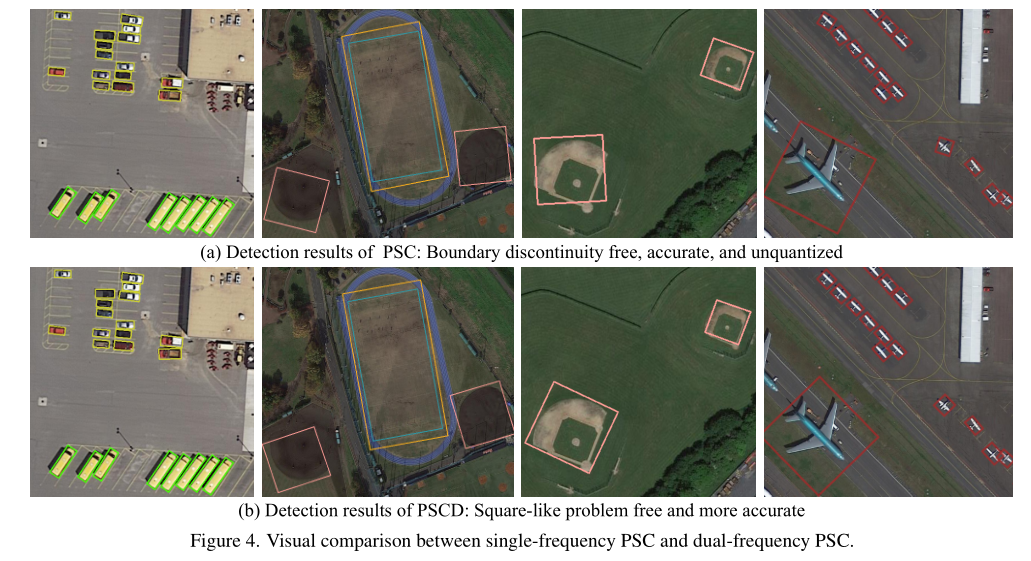 (a) Detection results of PSC: Boundary discontinuity free, accurate, and unquantized
(b) Detection results of PSCD: Square-like problem free and more accurate
Figure 4. Visual comparison between single-frequency PSC and dual-frequency PSC.